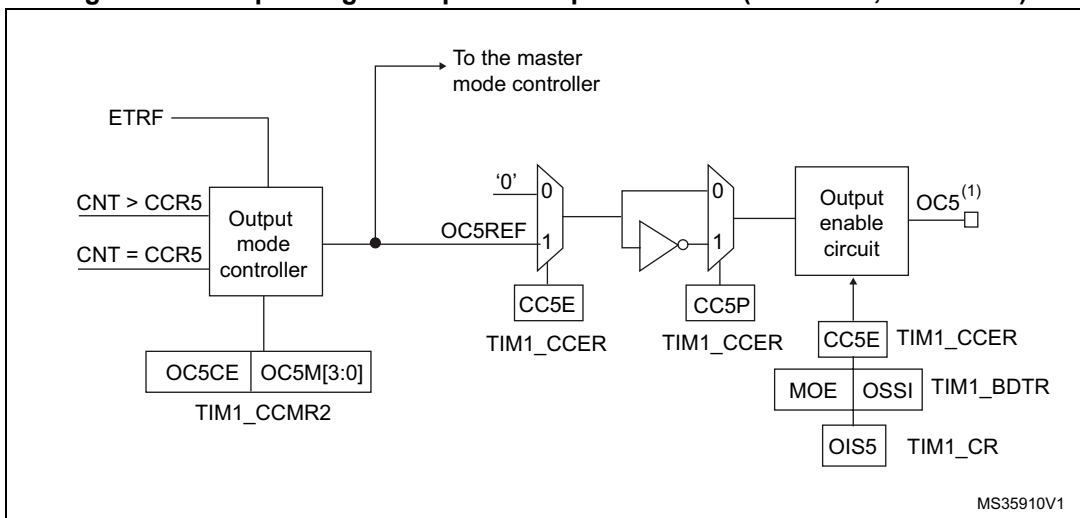 To the master
mode controller
ETRF
CNT > CCR5
CNT = CCR5
Output
mode
controller
OC5REF
'0'
0
1
0
1
Output
enable
circuit
OC5(1)
CC5E
TIM1_CCER
CC5P
TIM1_CCER
CC5E TIM1_CCER
MOE OSSI TIM1_BDTR
OIS5 TIM1_CR
OC5CE OC5M[3:0]
TIM1_CCMR2
MS35910V1